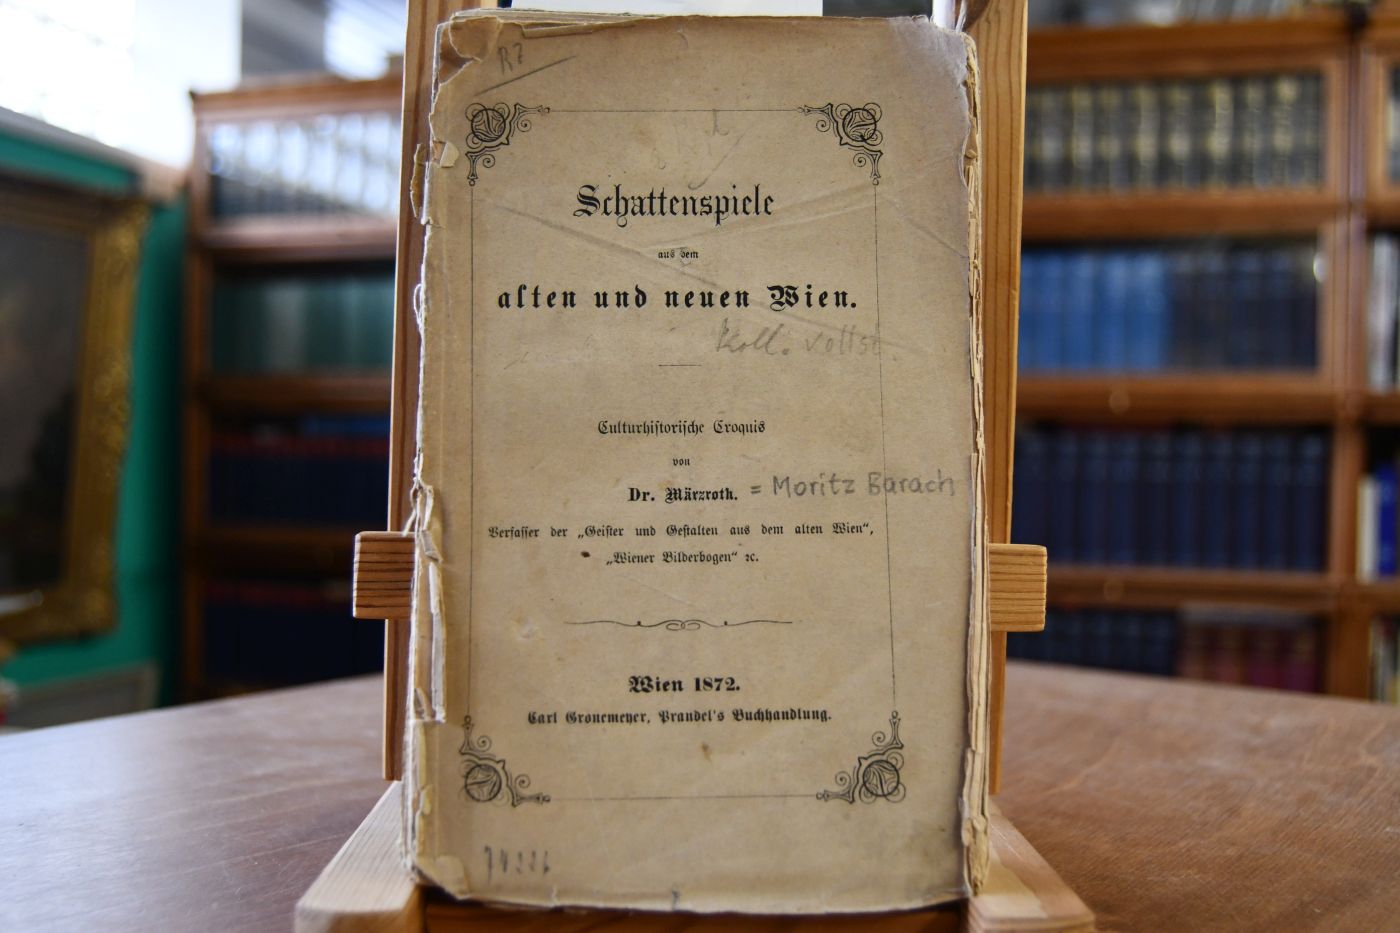 RZ
Schattenspiele
aus dem
alten und neuen Wien.
Koll. vollst.
Culturhistorische Croquis
von
Dr. Märzroth. = Moritz Barach
Verfasser der „Geister und Gestalten aus dem alten Wien“,
„Wiener Bilderbogen“ ꝛc.
Wien 1872.
Carl Gronemeyer, Prandel's Buchhandlung.